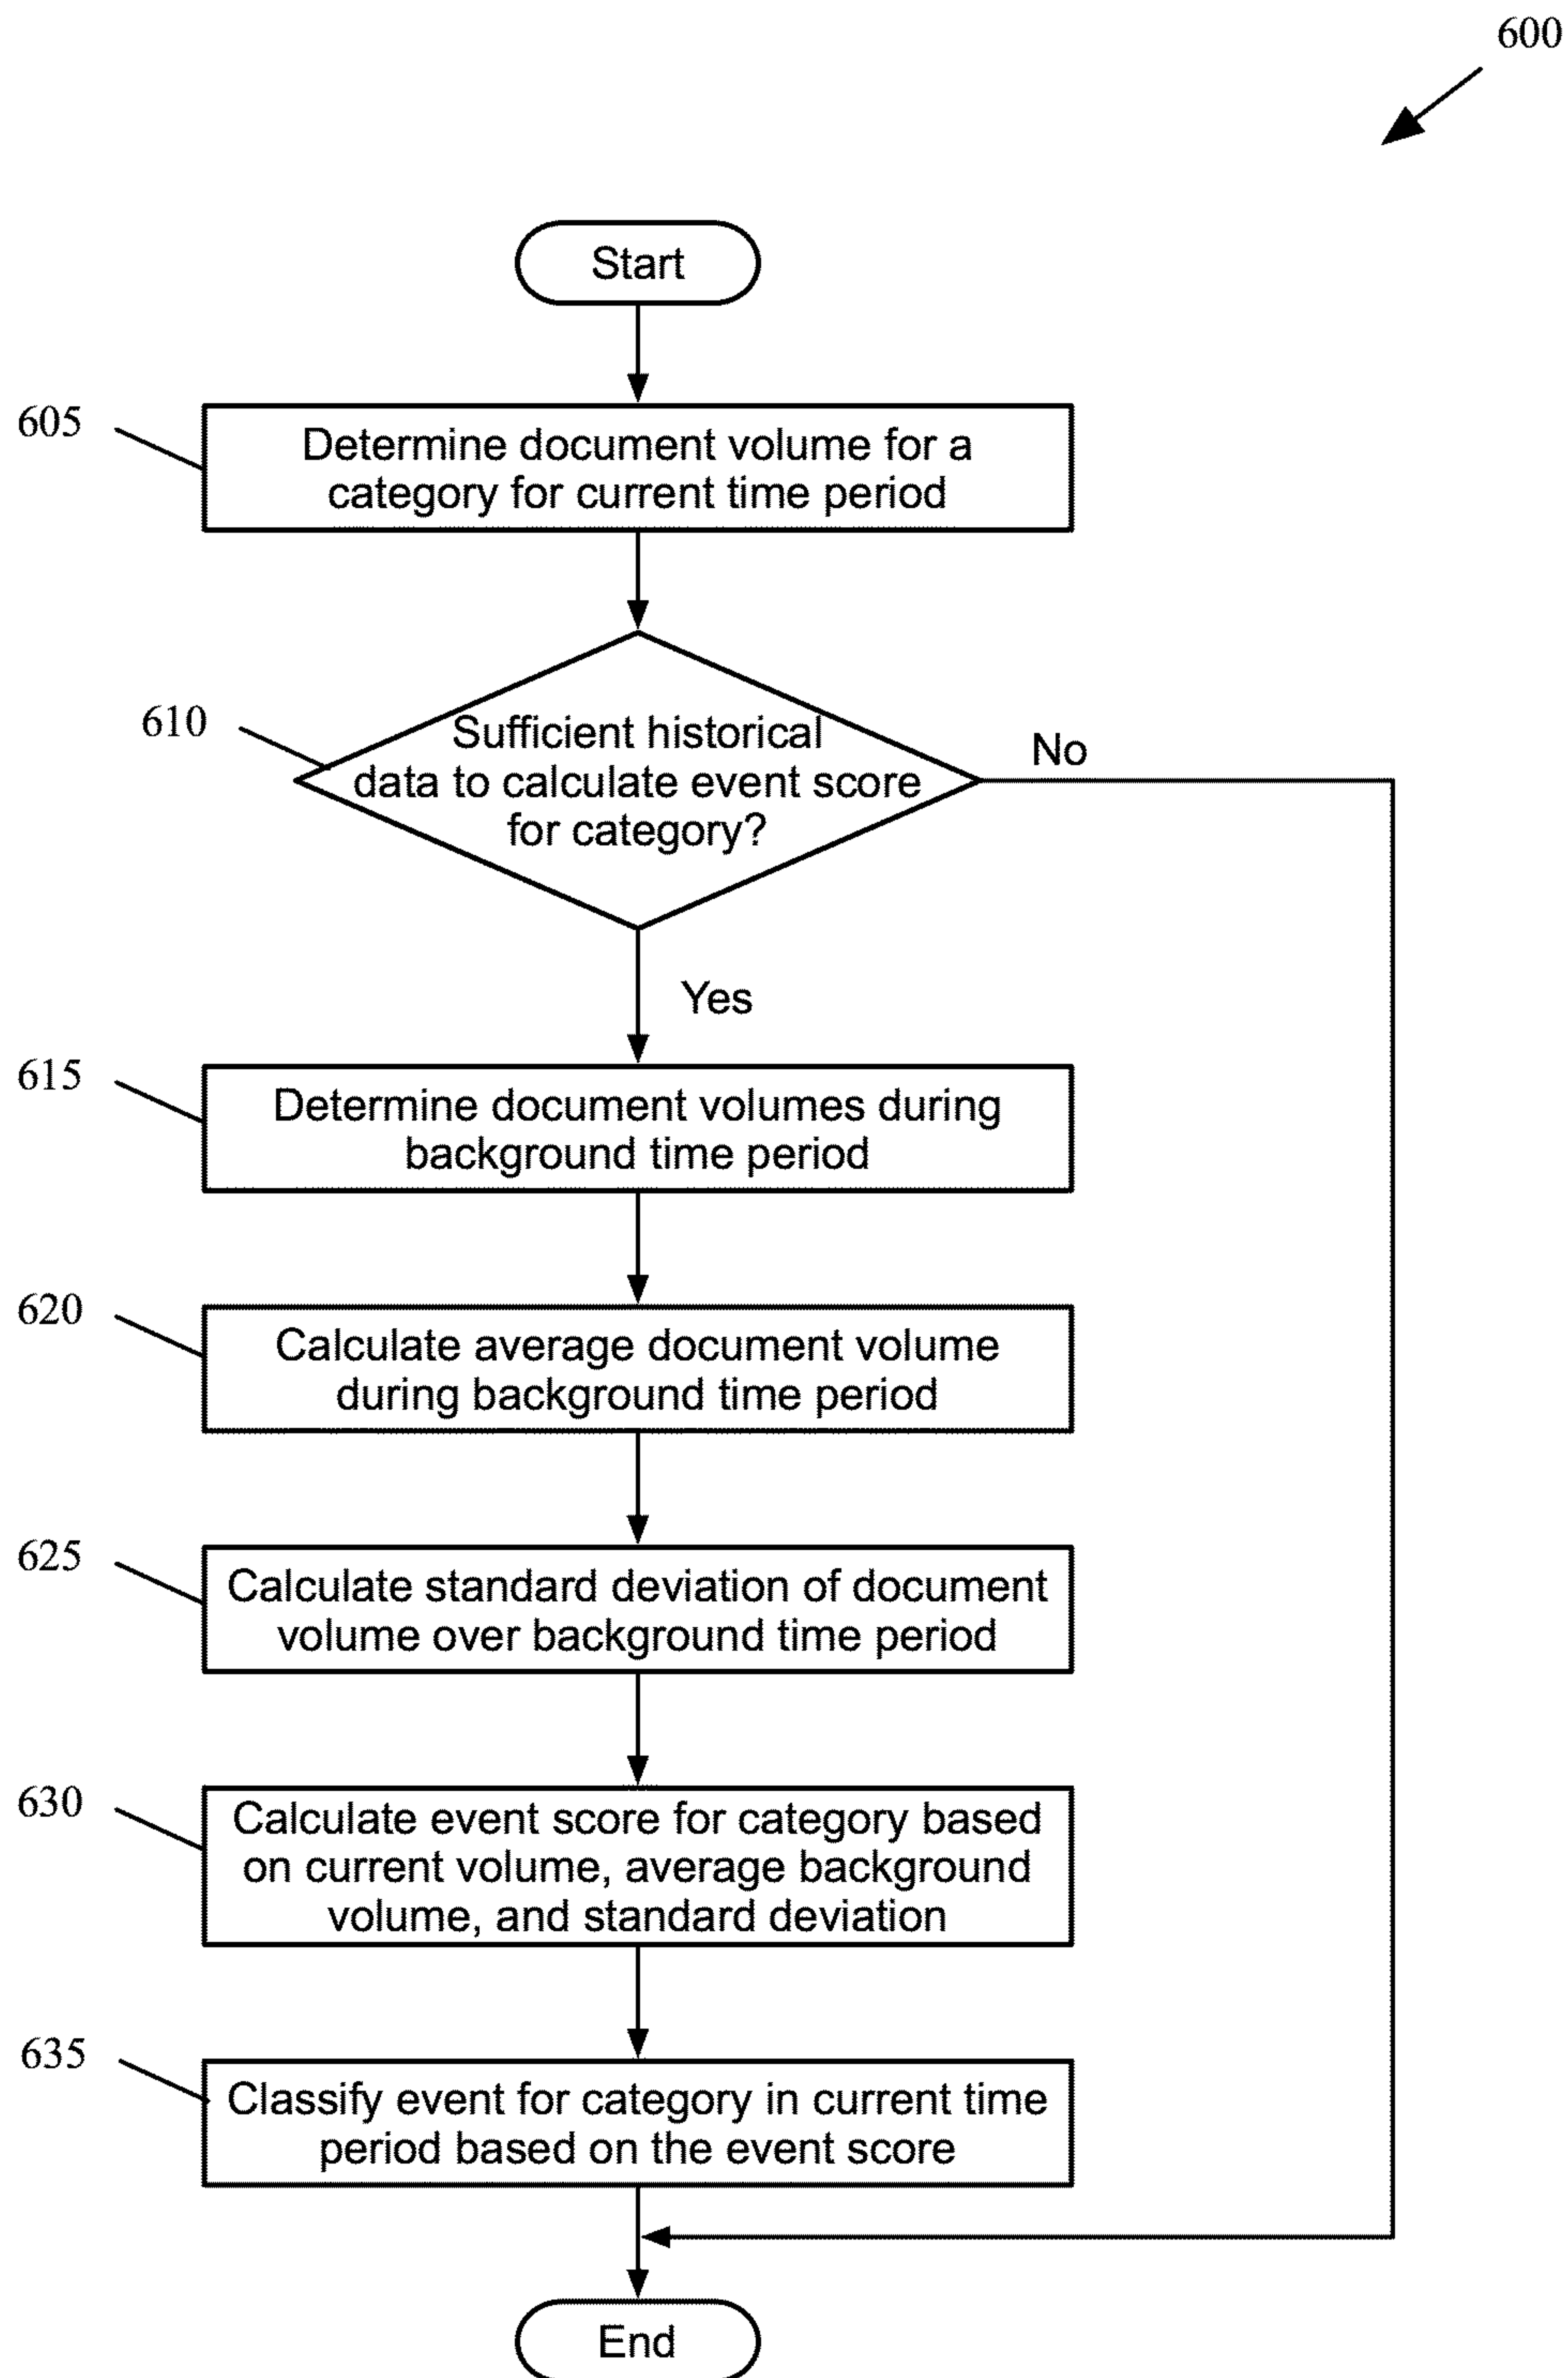 600
Start
605
Determine document volume for a
category for current time period
610
Sufficient historical
data to calculate event score
for category?
No
Yes
615
Determine document volumes during
background time period
620
Calculate average document volume
during background time period
625
Calculate standard deviation of document
volume over background time period
630
Calculate event score for category based
on current volume, average background
volume, and standard deviation
635
Classify event for category in current time
period based on the event score
End